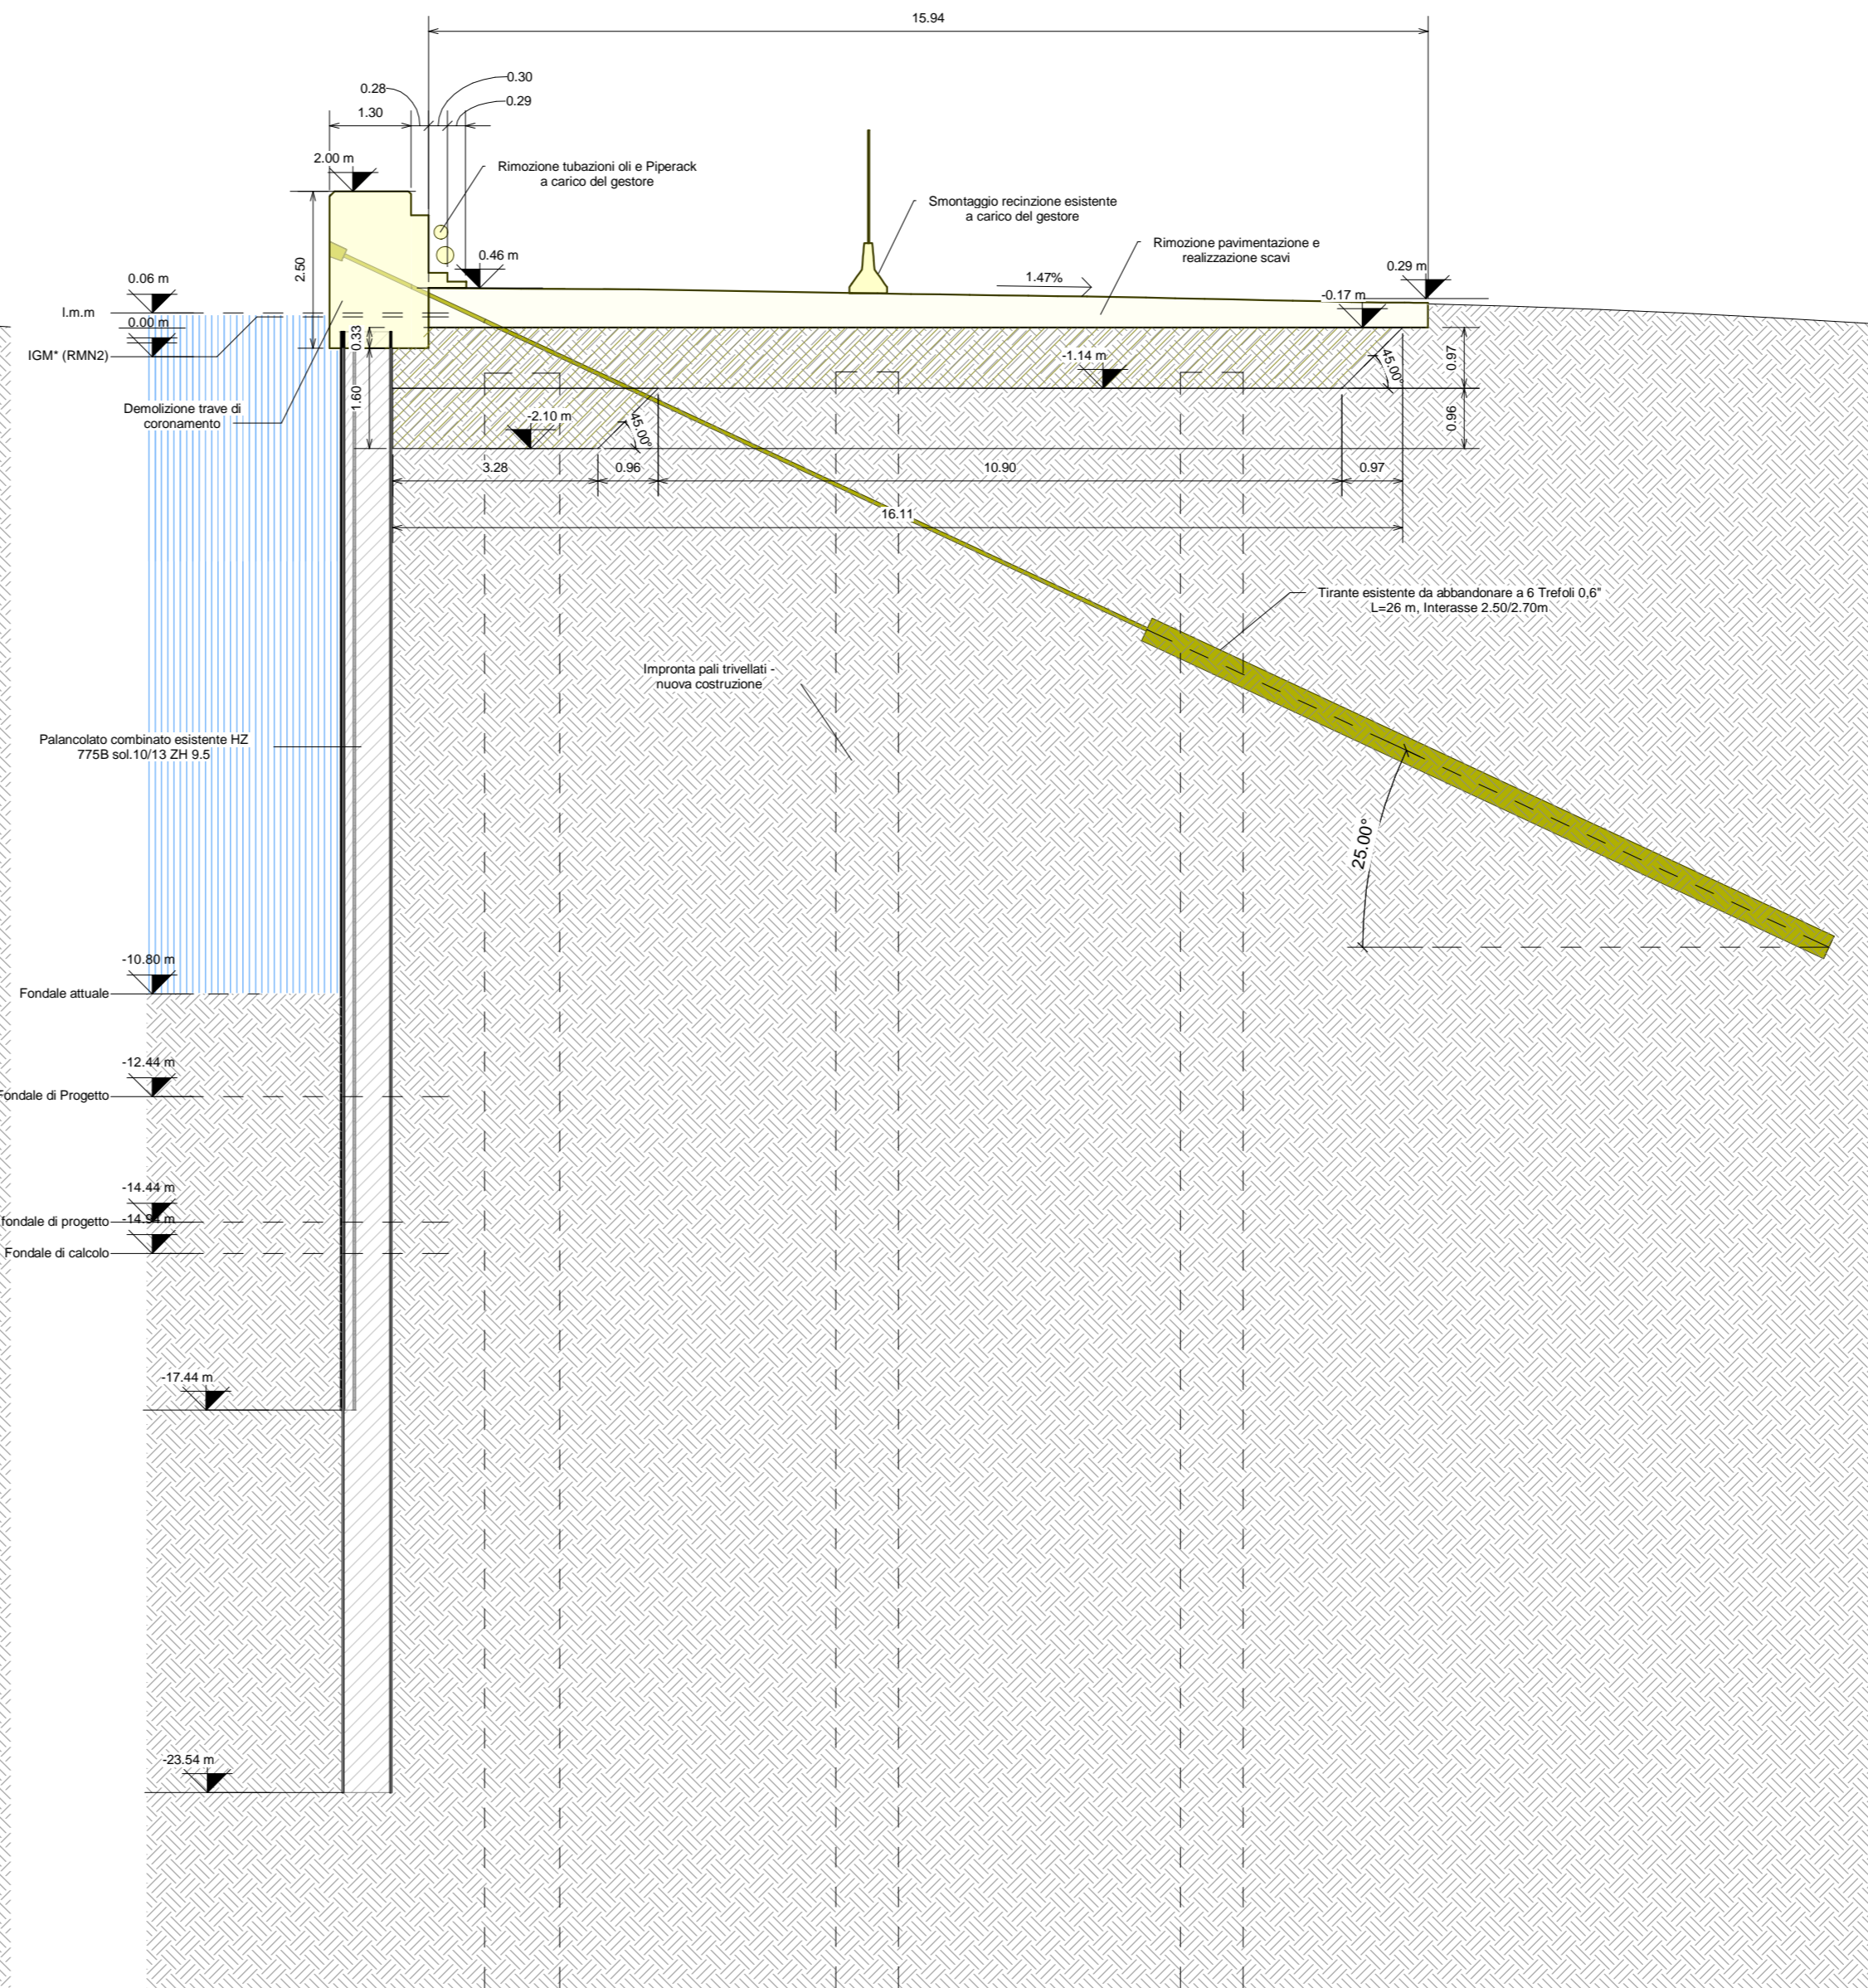 15.94
0.30
0.28
0.29
1.30
2.00 m
Rimozione tubazioni oli e Piperack
a carico del gestore
Smontaggio recinzione esistente
a carico del gestore
Rimozione pavimentazione e
realizzazione scavi
2.50
0.46 m
1.47%
0.29 m
-0.17 m
0.06 m
l.m.m
0.00 m
IGM* (RMN2)
0.33
1.60
-1.14 m
45.00°
0.97
0.96
Demolizione trave di
coronamento
-2.10 m
45.00°
3.28
0.96
10.90
0.97
16.11
Tirante esistente da abbandonare a 6 Trefoli 0,6"
L=26 m, Interasse 2.50/2.70m
Impronta pali trivellati -
nuova costruzione
Palancolato combinato esistente HZ
775B sol.10/13 ZH 9.5
25.00°
-10.80 m
Fondale attuale
-12.44 m
Fondale di Progetto
-14.44 m
fondale di progetto
-14.94 m
Fondale di calcolo
-17.44 m
-23.54 m